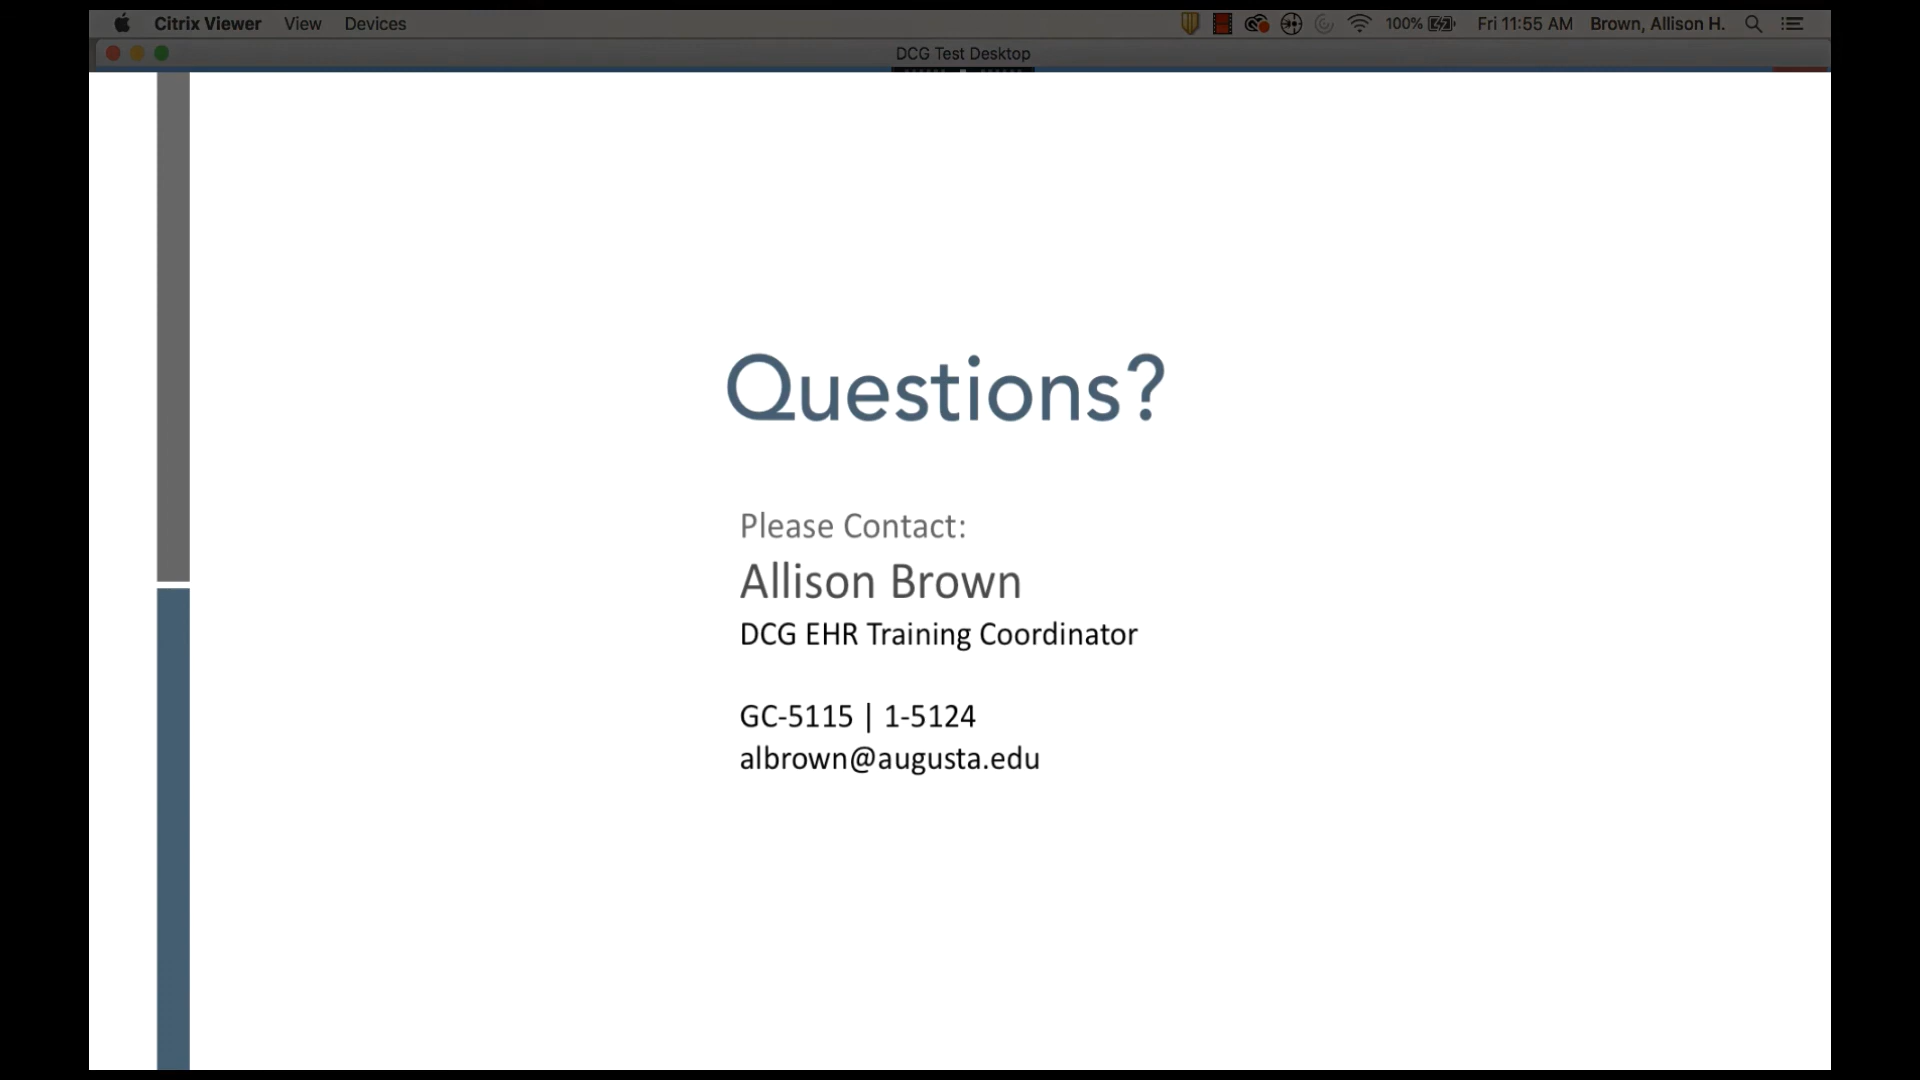 Citrix Viewer View Devices 100% Fri 11:55 AM Brown, Allison H.
DCG Test Desktop
Questions?
Please Contact:
Allison Brown
DCG EHR Training Coordinator
GC-5115 | 1-5124
albrown@augusta.edu